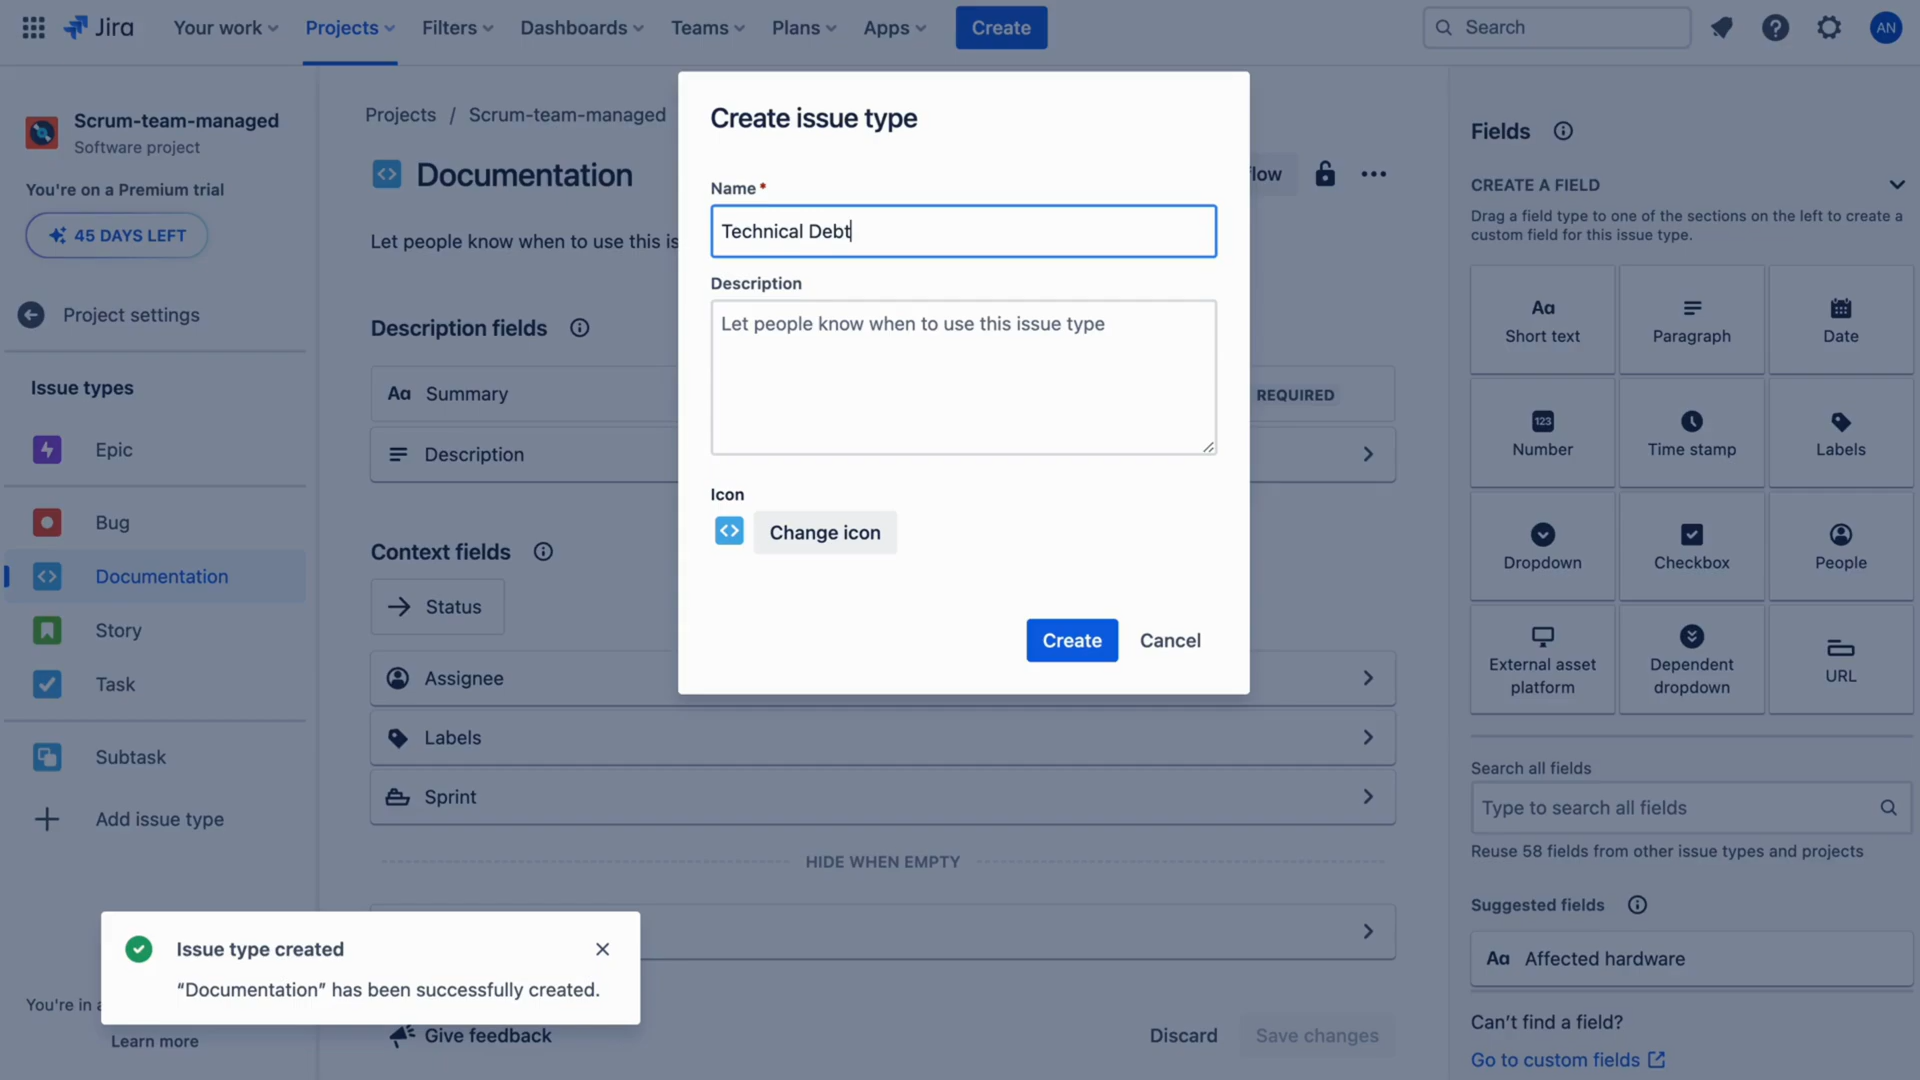 Jira
Your work
Projects
Filters
Dashboards
Teams
Plans
Apps
Create
Search
AN
Scrum-team-managed
Software project
You're on a Premium trial
45 DAYS LEFT
Project settings
Issue types
Epic
Bug
Documentation
Story
Task
Subtask
Add issue type
You're in a
Learn more
Projects / Scrum-team-managed
Documentation
Let people know when to use this is
Description fields
Aa Summary
REQUIRED
Description
Context fields
Status
Assignee
Labels
Sprint
HIDE WHEN EMPTY
Give feedback
Discard
Save changes
Create issue type
Name *
Technical Debt
Description
Let people know when to use this issue type
Icon
Change icon
Create
Cancel
Issue type created
“Documentation” has been successfully created.
Fields
CREATE A FIELD
Drag a field type to one of the sections on the left to create a
custom field for this issue type.
Aa
Short text
Paragraph
Date
123
Number
Time stamp
Labels
Dropdown
Checkbox
People
External asset
platform
Dependent
dropdown
URL
Search all fields
Type to search all fields
Reuse 58 fields from other issue types and projects
Suggested fields
Aa Affected hardware
Can’t find a field?
Go to custom fields